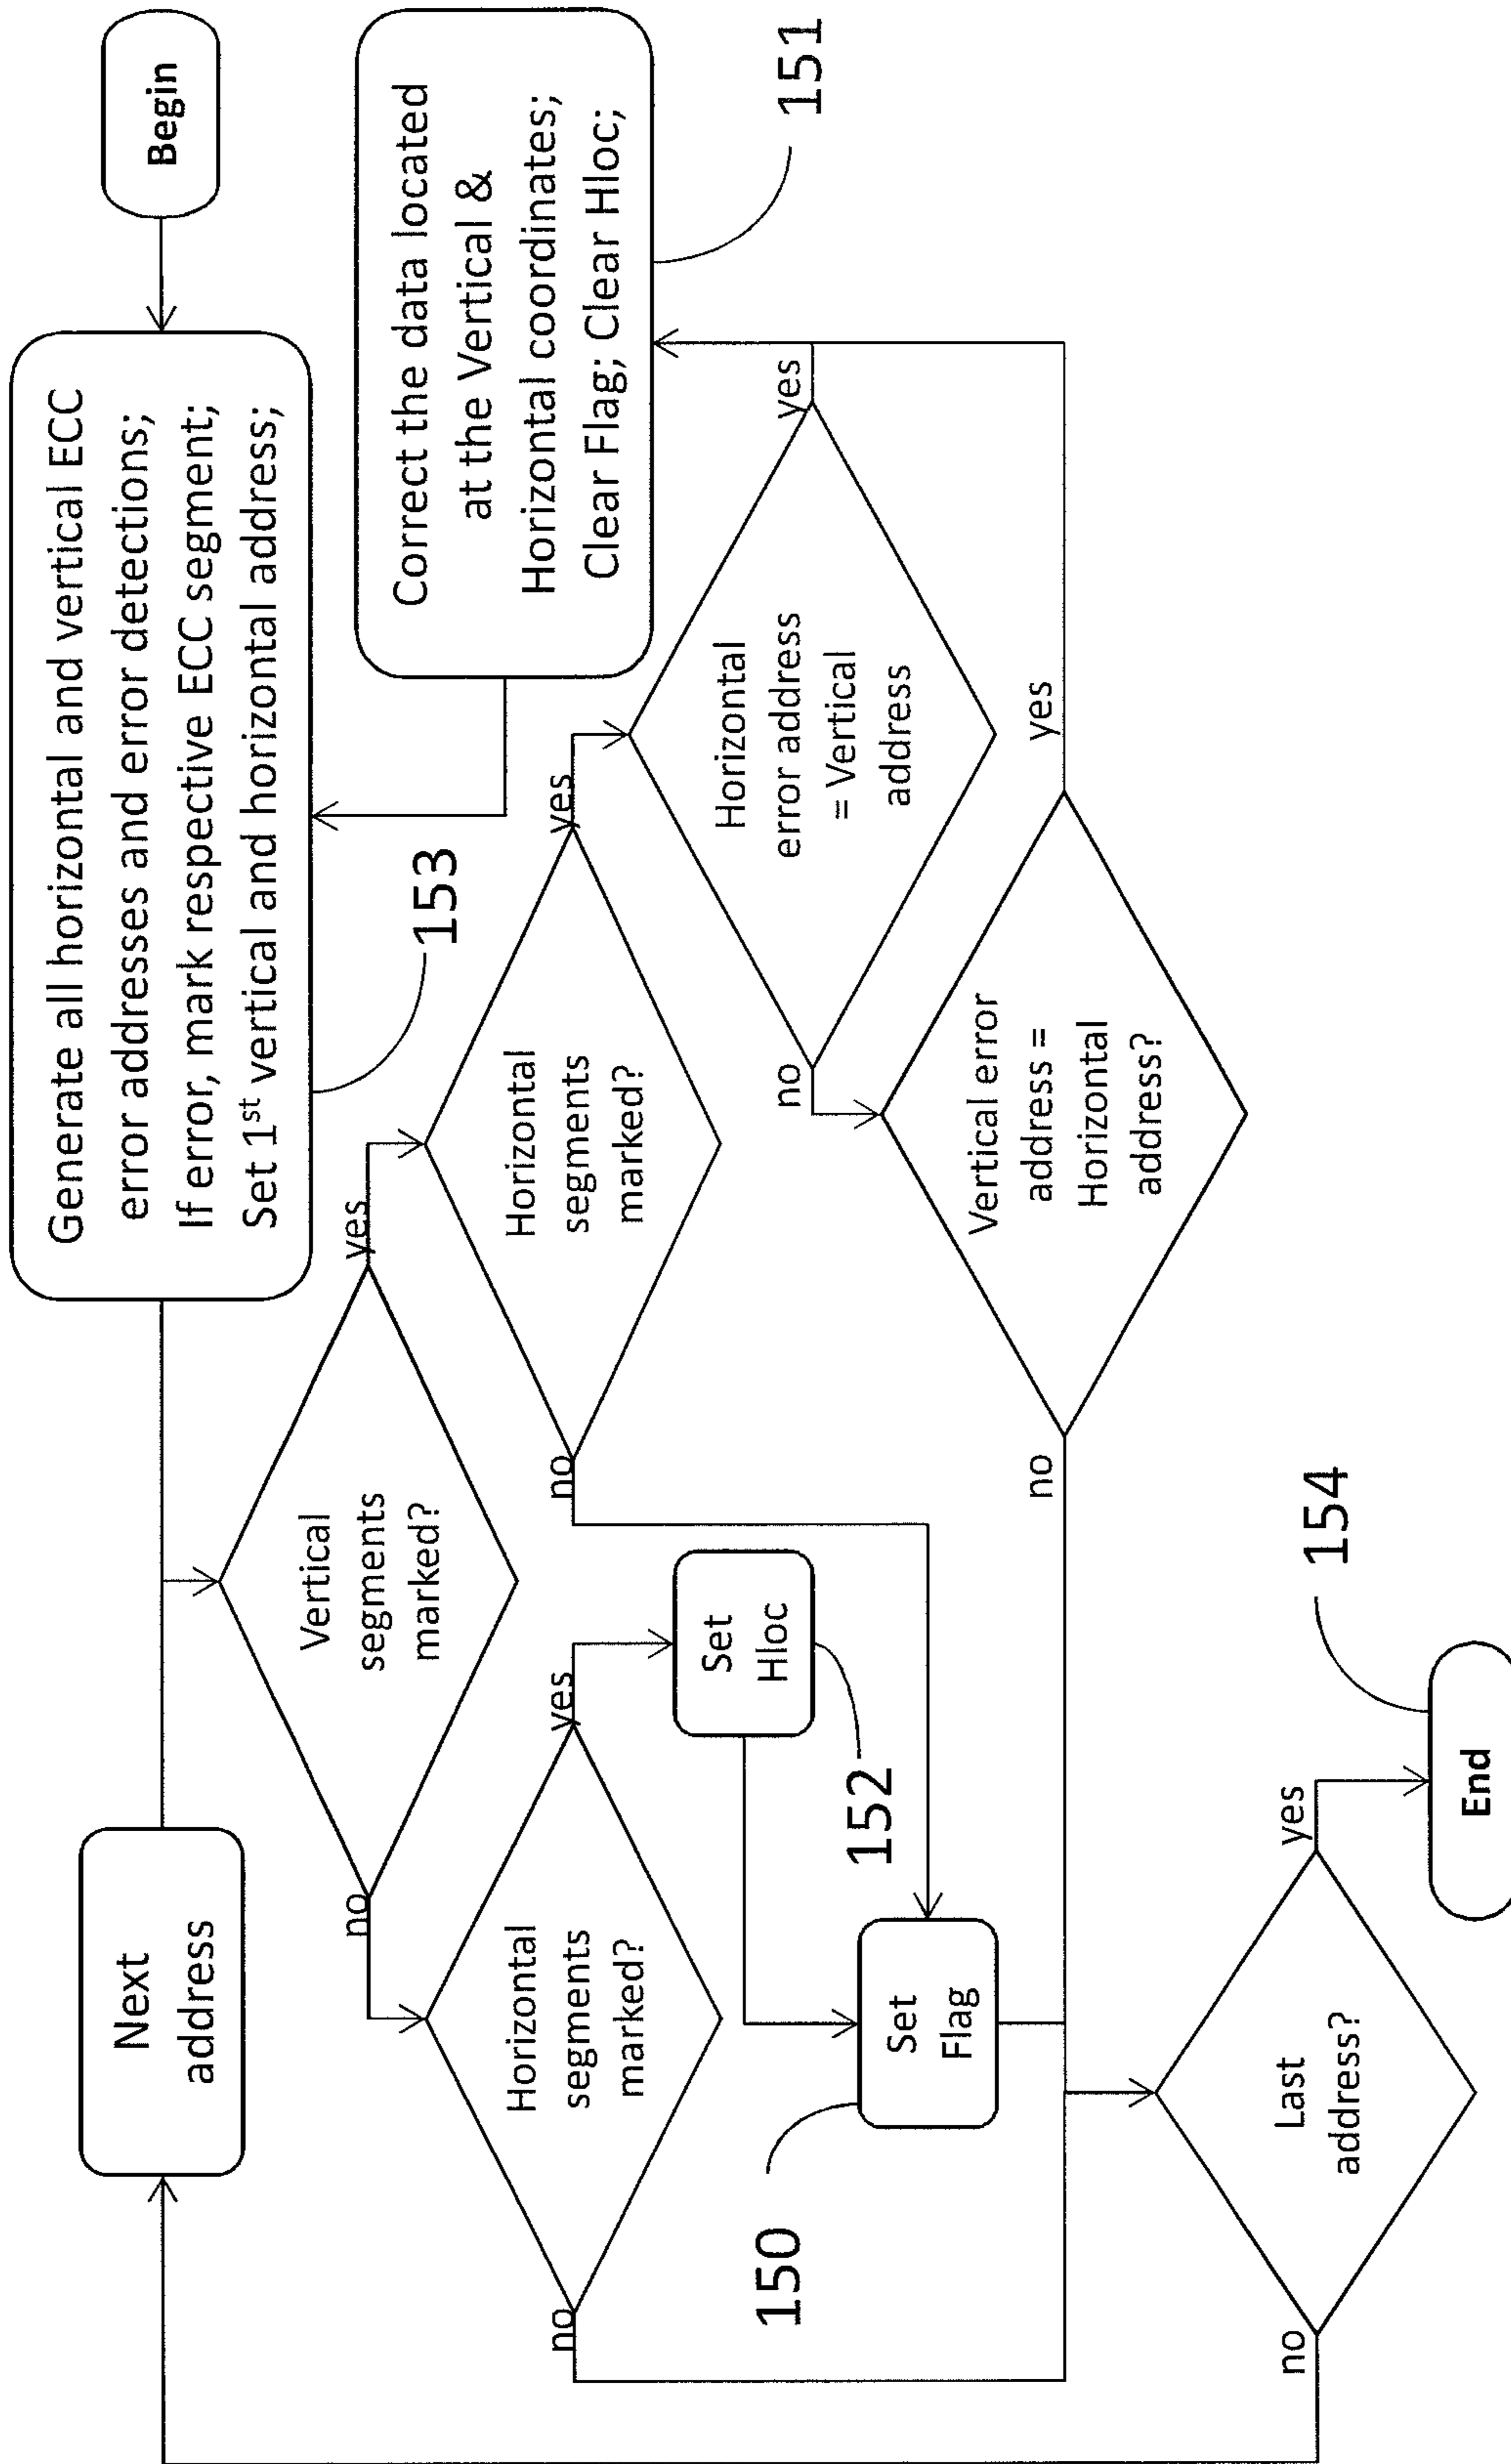 Begin
Generate all horizontal and vertical ECC
error addresses and error detections;
If error, mark respective ECC segment;
Set 1st vertical and horizontal address;
153
Correct the data located
at the Vertical &
Horizontal coordinates;
Clear Flag; Clear Hloc;
151
Next
address
Vertical
segments
marked?
yes
no
Horizontal
segments
marked?
yes
no
Horizontal
segments
marked?
yes
no
Set
Hloc
152
Set
Flag
150
Horizontal
error address
= Vertical
address
yes
no
Vertical error
address =
Horizontal
address?
yes
no
Last
address?
yes
no
End
154